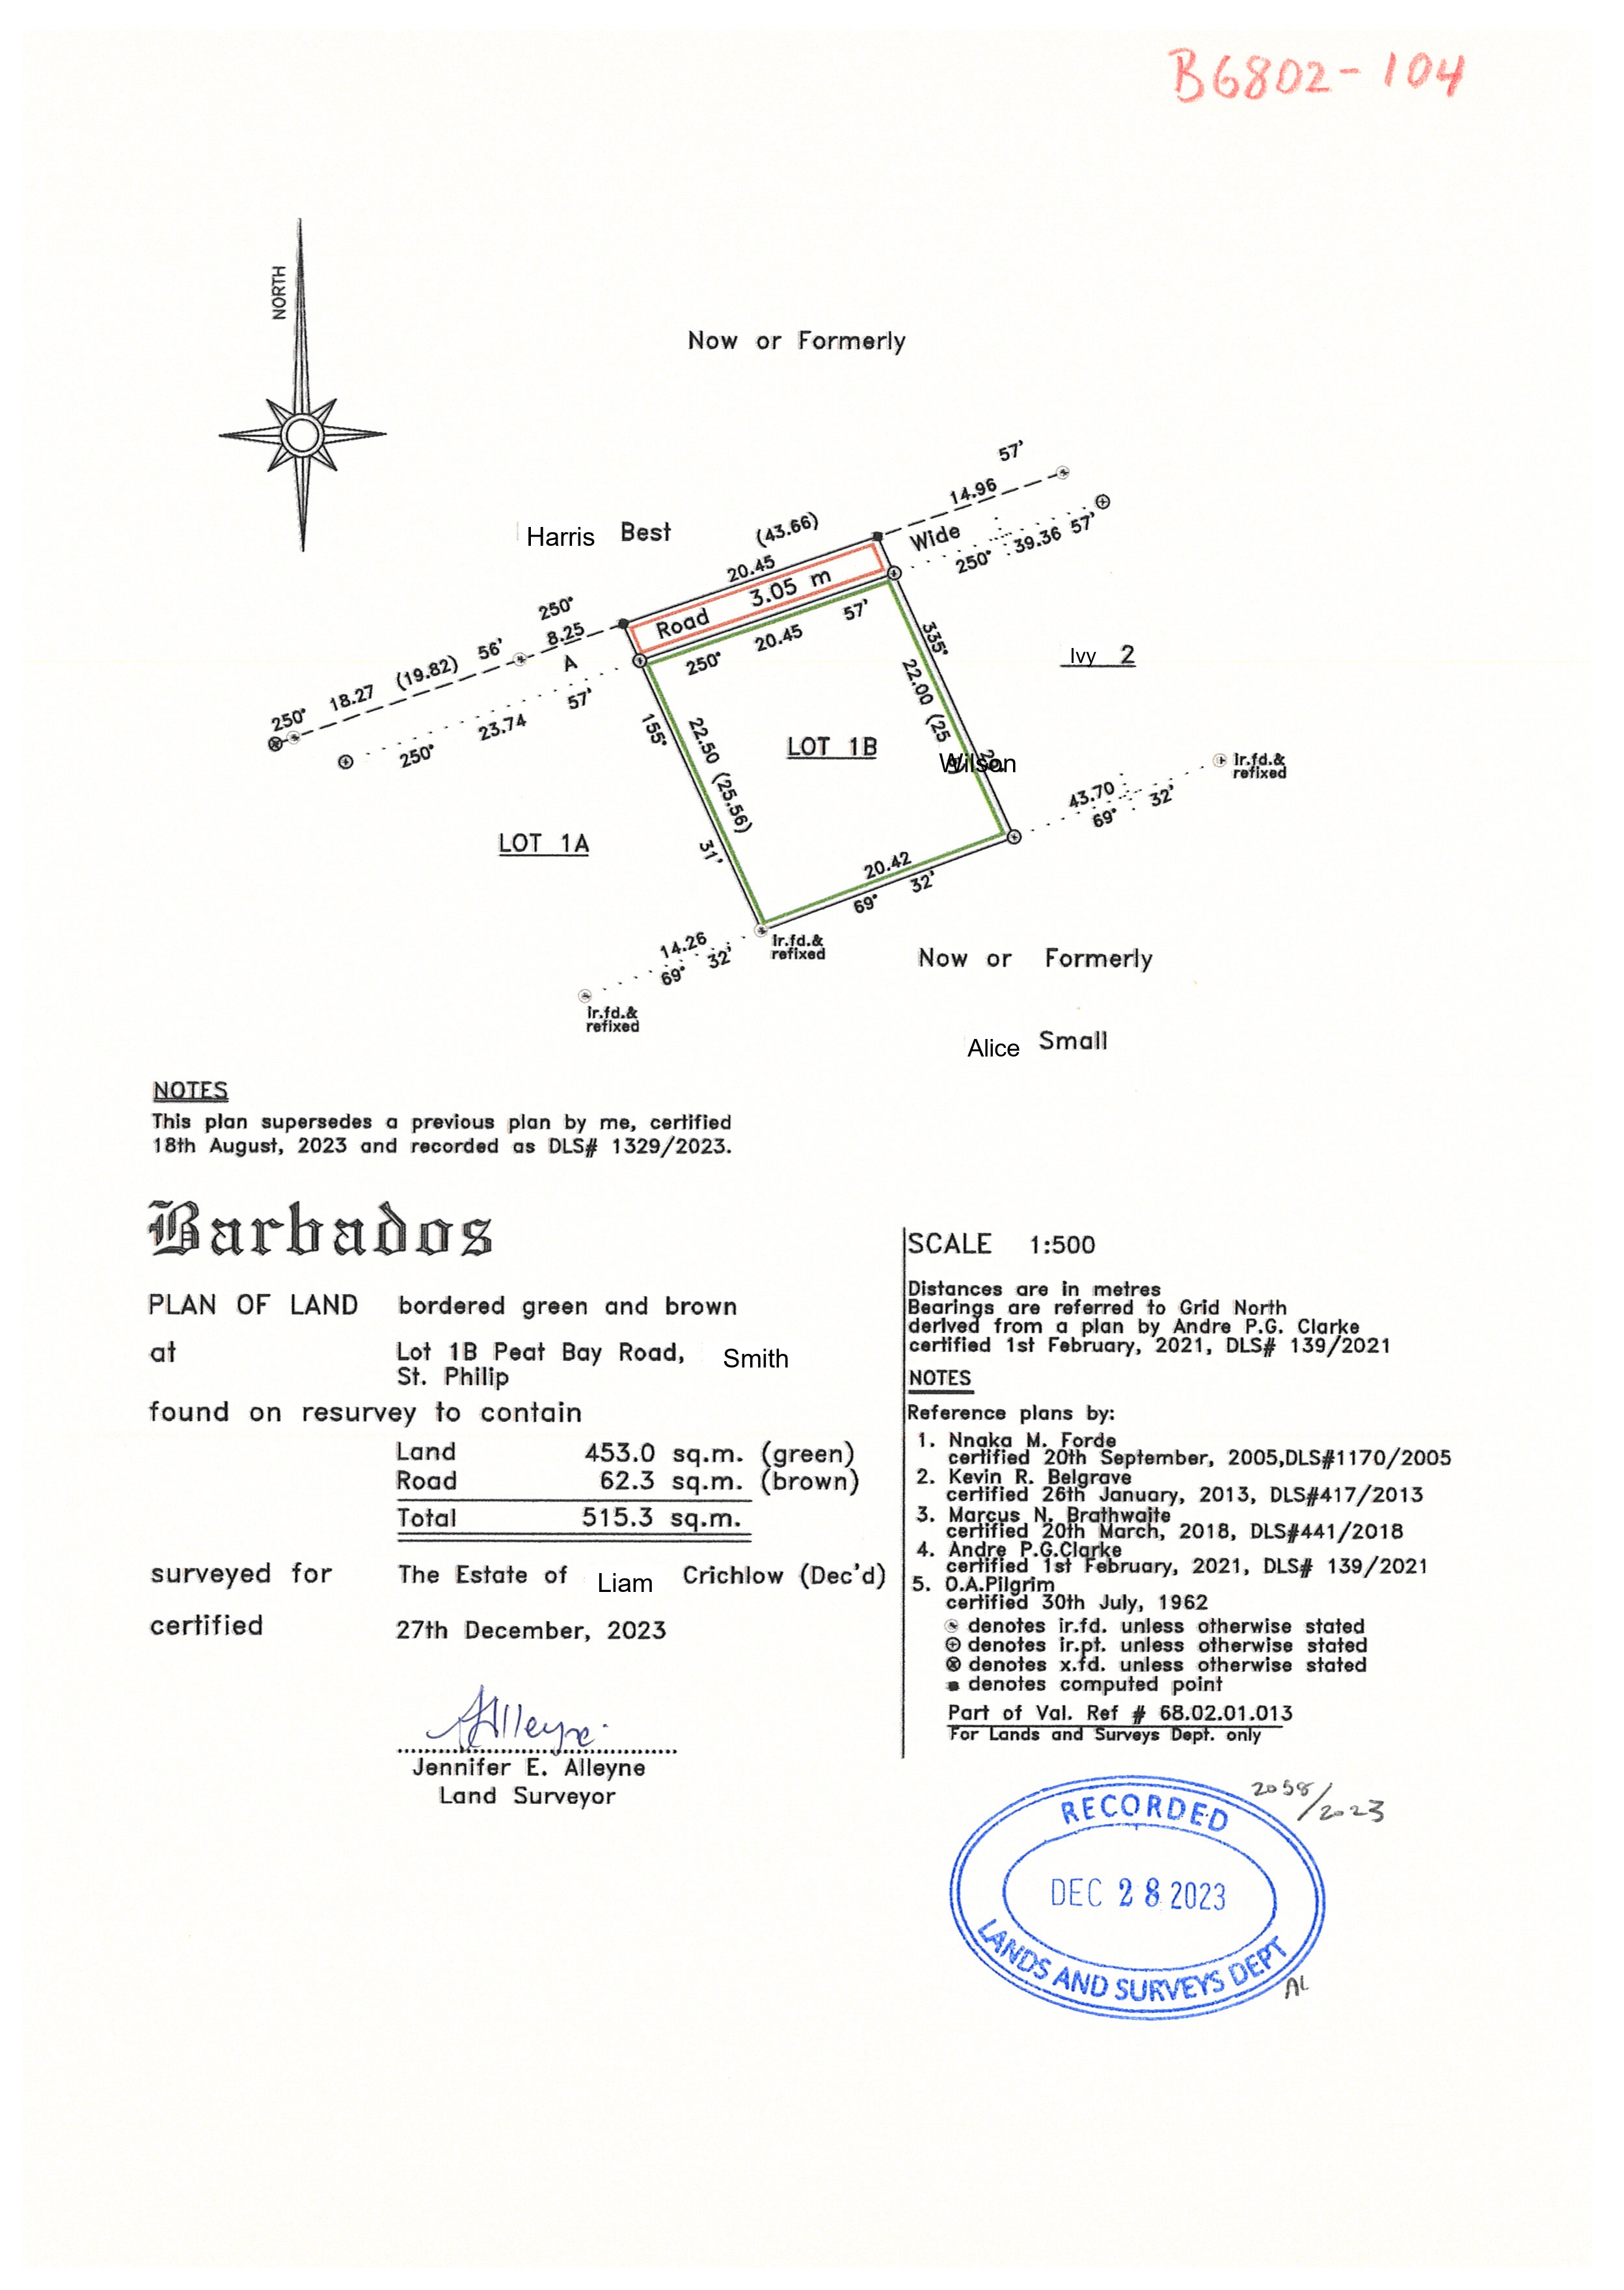 B6802-104
NORTH
Now or Formerly
57'
14.96
Harris Best
(43.66)
Wide
250° 39.36 57'
20.45
Road 3.05 m
250°
8.25
A
57'
335°
250° 20.45
56'
(19.82)
18.27
250°
57'
23.74
250°
Ivy 2
22.00 (25
155°
22.50 (25.56)
31'
LOT 1B
Wilson
Ir.fd.&
refixed
43.70
69° 32'
LOT 1A
20.42
69° 32'
14.26
69° 32'
Ir.fd.&
refixed
Now or Formerly
Ir.fd.&
refixed
Alice Small
NOTES
This plan supersedes a previous plan by me, certified
18th August, 2023 and recorded as DLS# 1329/2023.
Barbados
PLAN OF LAND bordered green and brown
at Lot 1B Peat Bay Road, Smith
St. Philip
found on resurvey to contain
Land 453.0 sq.m. (green)
Road 62.3 sq.m. (brown)
Total 515.3 sq.m.
surveyed for The Estate of Liam Crichlow (Dec'd)
certified 27th December, 2023
AAlleyne
Jennifer E. Alleyne
Land Surveyor
SCALE 1:500
Distances are in metres
Bearings are referred to Grid North
derived from a plan by Andre P.G. Clarke
certified 1st February, 2021, DLS# 139/2021
NOTES
Reference plans by:
1. Nnaka M. Forde
certified 20th September, 2005,DLS#1170/2005
2. Kevin R. Belgrave
certified 26th January, 2013, DLS#417/2013
3. Marcus N. Brathwaite
certified 20th March, 2018, DLS#441/2018
4. Andre P.G.Clarke
certified 1st February, 2021, DLS# 139/2021
5. O.A.Pilgrim
certified 30th July, 1962
denotes ir.fd. unless otherwise stated
denotes ir.pt. unless otherwise stated
denotes x.fd. unless otherwise stated
denotes computed point
Part of Val. Ref # 68.02.01.013
For Lands and Surveys Dept. only
2058/2023
RECORDED
DEC 28 2023
LANDS AND SURVEYS DEPT
AL